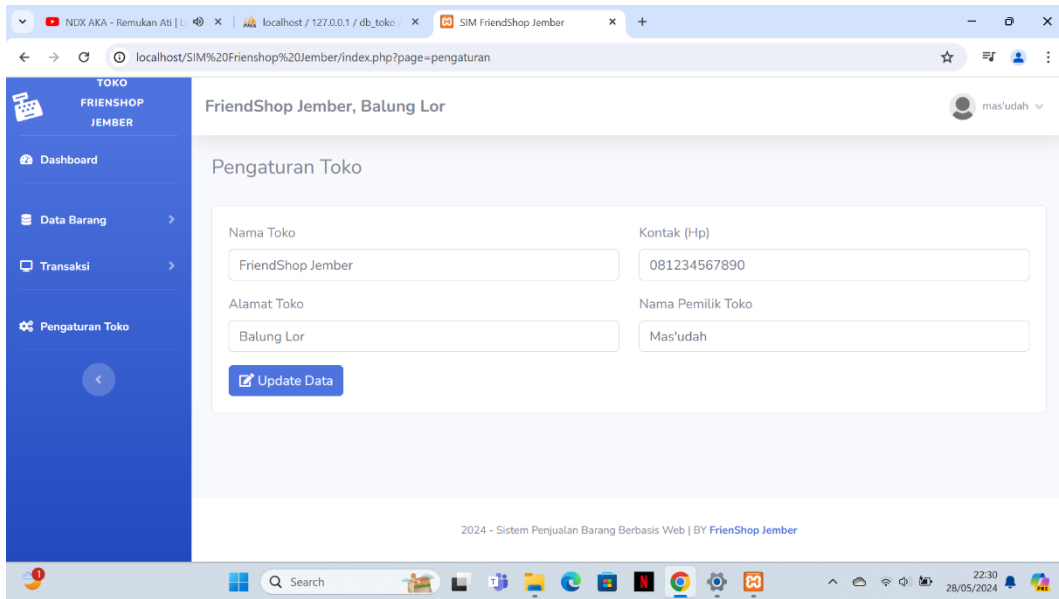 NDX AKA - Remukan Ati | Li
localhost / 127.0.0.1 / db_toko /
SIM FriendShop Jember
localhost/SIM%20Frienshop%20Jember/index.php?page=pengaturan
TOKO
FRIENSHOP
JEMBER
FriendShop Jember, Balung Lor
mas'udah
Dashboard
Data Barang
Transaksi
Pengaturan Toko
Pengaturan Toko
Nama Toko
Kontak (Hp)
FriendShop Jember
081234567890
Alamat Toko
Nama Pemilik Toko
Balung Lor
Mas'udah
Update Data
2024 - Sistem Penjualan Barang Berbasis Web | BY FrienShop Jember
1
Search
22:30
28/05/2024
PRE